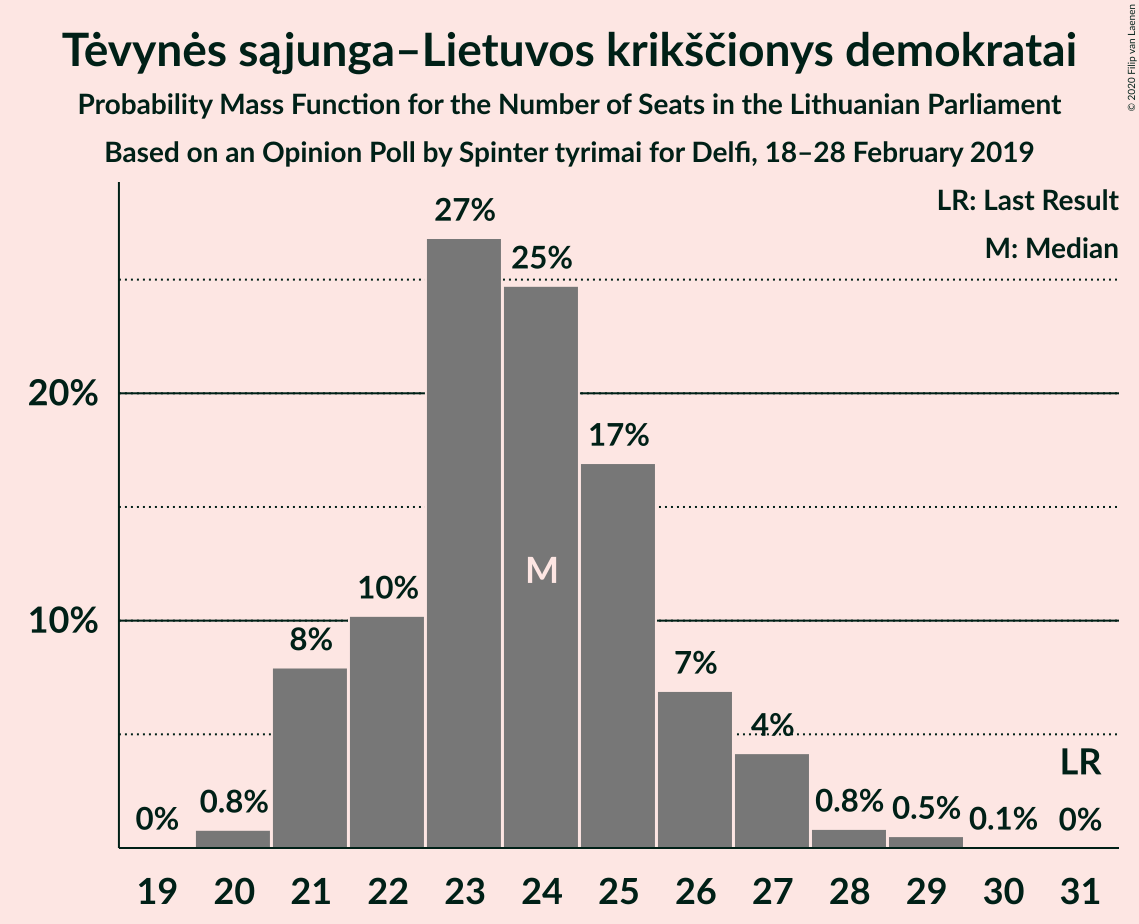 Tėvynės sąjunga–Lietuvos krikščionys demokratai
Probability Mass Function for the Number of Seats in the Lithuanian Parliament
Based on an Opinion Poll by Spinter tyrimai for Delfi, 18–28 February 2019
© 2020 Filip van Laenen
LR: Last Result
M: Median
27%
25%
20%
17%
M
10%
10%
8%
7%
4%
LR
0%
0.8%
0.8%
0.5%
0.1%
0%
19 20 21 22 23 24 25 26 27 28 29 30 31